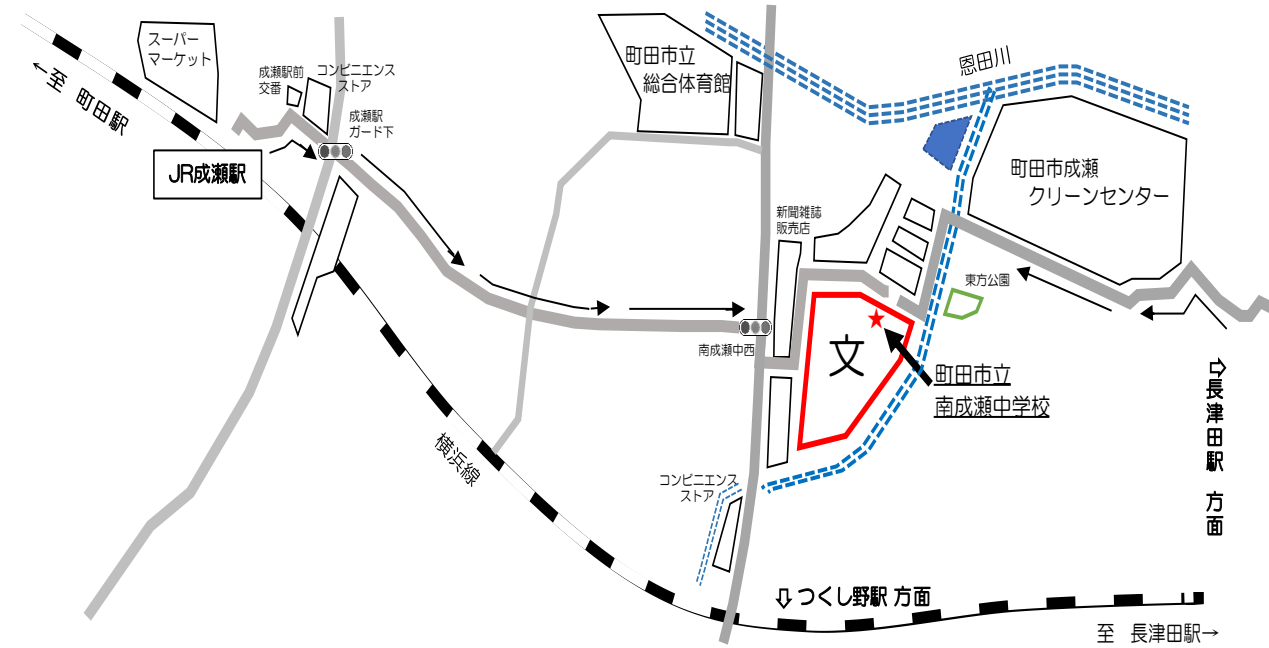 スーパー
マーケット
←至 町田駅
成瀬駅前
交番
コンビニエンス
ストア
成瀬駅
ガード下
JR成瀬駅
町田市立
総合体育館
恩田川
町田市成瀬
クリーンセンター
新聞雑誌
販売店
東方公園
南成瀬中西
文
町田市立
南成瀬中学校
⇨長津田駅 方面
横浜線
コンビニエンス
ストア
⇩つくし野駅 方面
至 長津田駅→